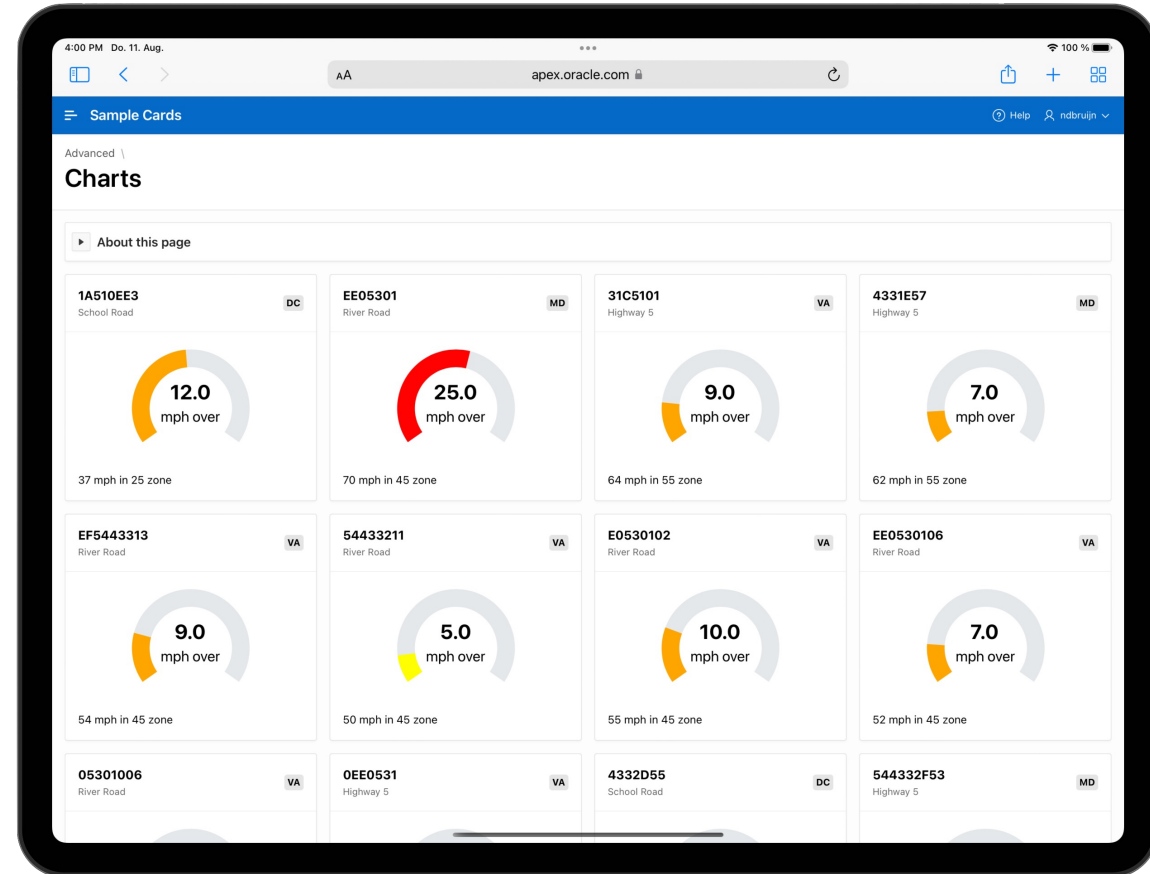 4:00 PM Do. 11. Aug.
100 %
AA
apex.oracle.com
Sample Cards
Help
ndbruijn
Advanced \
Charts
About this page
1A510EE3
School Road
DC
12.0
mph over
37 mph in 25 zone
EE05301
River Road
MD
25.0
mph over
70 mph in 45 zone
31C5101
Highway 5
VA
9.0
mph over
64 mph in 55 zone
4331E57
Highway 5
MD
7.0
mph over
62 mph in 55 zone
EF5443313
River Road
VA
9.0
mph over
54 mph in 45 zone
54433211
River Road
VA
5.0
mph over
50 mph in 45 zone
E0530102
River Road
VA
10.0
mph over
55 mph in 45 zone
EE0530106
River Road
VA
7.0
mph over
52 mph in 45 zone
05301006
River Road
VA
0EE0531
Highway 5
VA
4332D55
School Road
DC
544332F53
Highway 5
MD